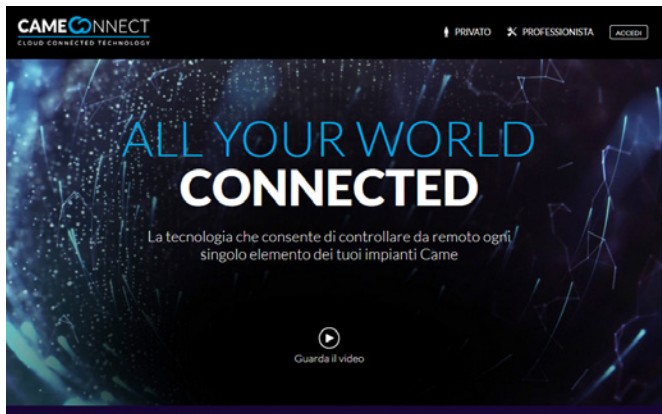 CAMECONNECT
CLOUD CONNECTED TECHNOLOGY
PRIVATO
PROFESSIONISTA
ACCEDI
ALL YOUR WORLD
CONNECTED
La tecnologia che consente di controllare da remoto ogni
singolo elemento dei tuoi impianti Came
Guarda il video